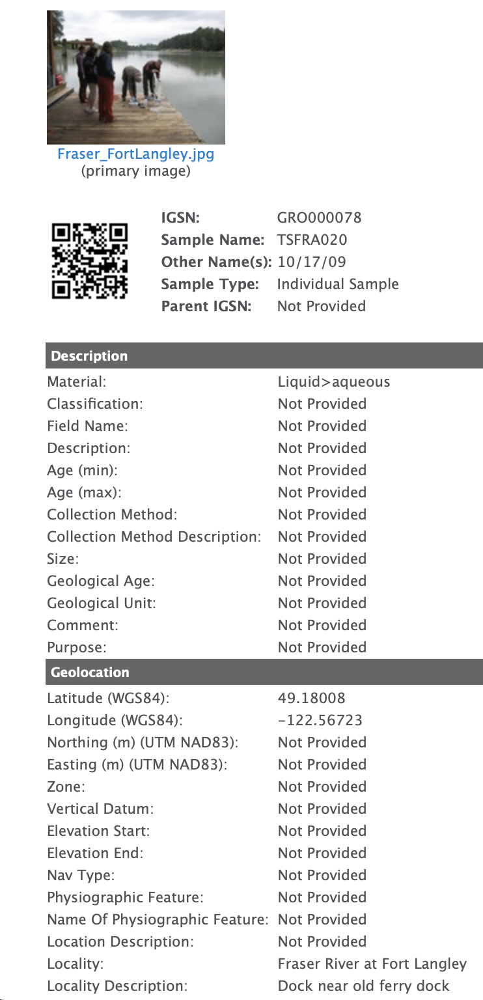 Fraser_FortLangley.jpg
(primary image)
IGSN: GRO000078
Sample Name: TSFRA020
Other Name(s): 10/17/09
Sample Type: Individual Sample
Parent IGSN: Not Provided
Description
Material: Liquid>aqueous
Classification: Not Provided
Field Name: Not Provided
Description: Not Provided
Age (min): Not Provided
Age (max): Not Provided
Collection Method: Not Provided
Collection Method Description: Not Provided
Size: Not Provided
Geological Age: Not Provided
Geological Unit: Not Provided
Comment: Not Provided
Purpose: Not Provided
Geolocation
Latitude (WGS84): 49.18008
Longitude (WGS84): -122.56723
Northing (m) (UTM NAD83): Not Provided
Easting (m) (UTM NAD83): Not Provided
Zone: Not Provided
Vertical Datum: Not Provided
Elevation Start: Not Provided
Elevation End: Not Provided
Nav Type: Not Provided
Physiographic Feature: Not Provided
Name Of Physiographic Feature: Not Provided
Location Description: Not Provided
Locality: Fraser River at Fort Langley
Locality Description: Dock near old ferry dock